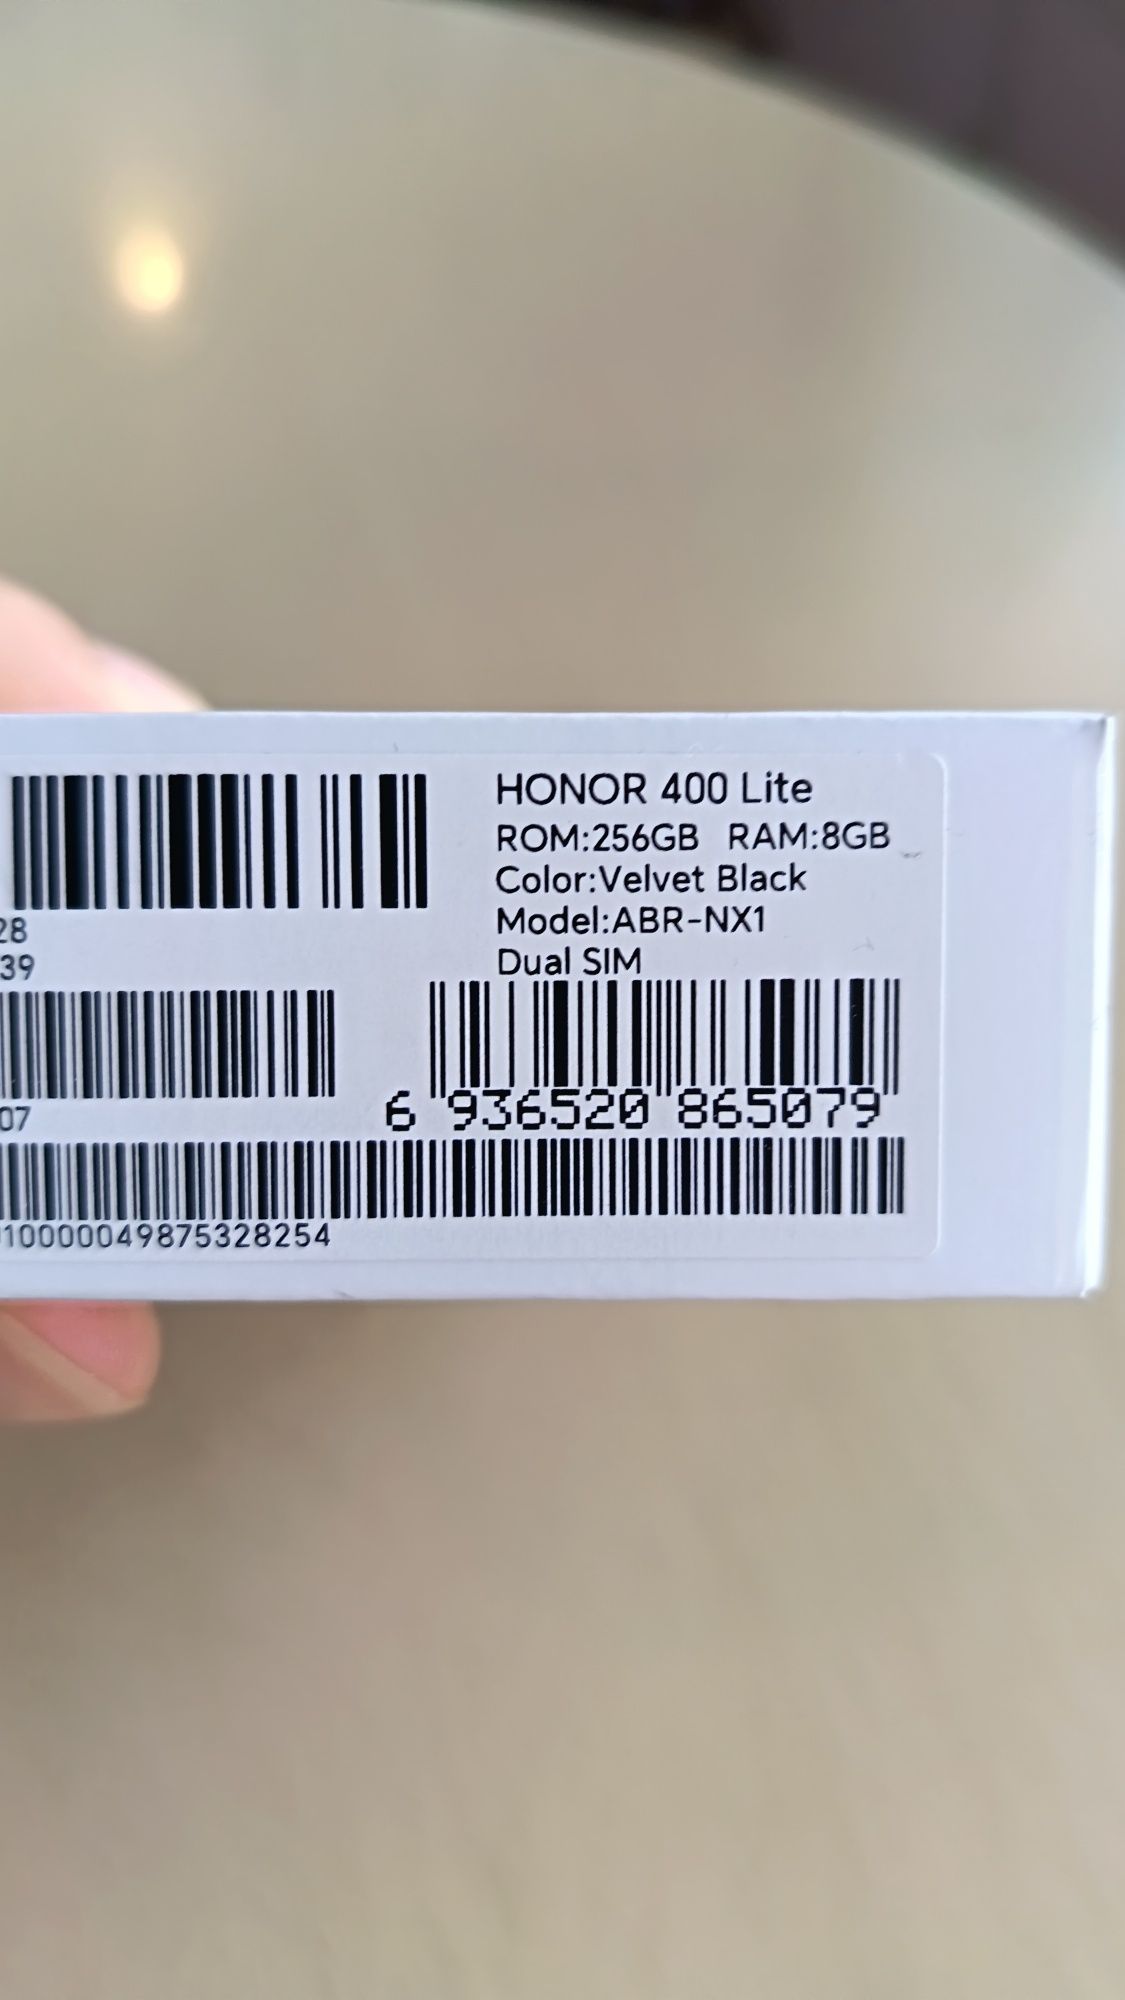 HONOR 400 Lite
ROM:256GB RAM:8GB
Color:Velvet Black
Model:ABR-NX1
Dual SIM
28
39
07
6 936520 865079
10000049875328254